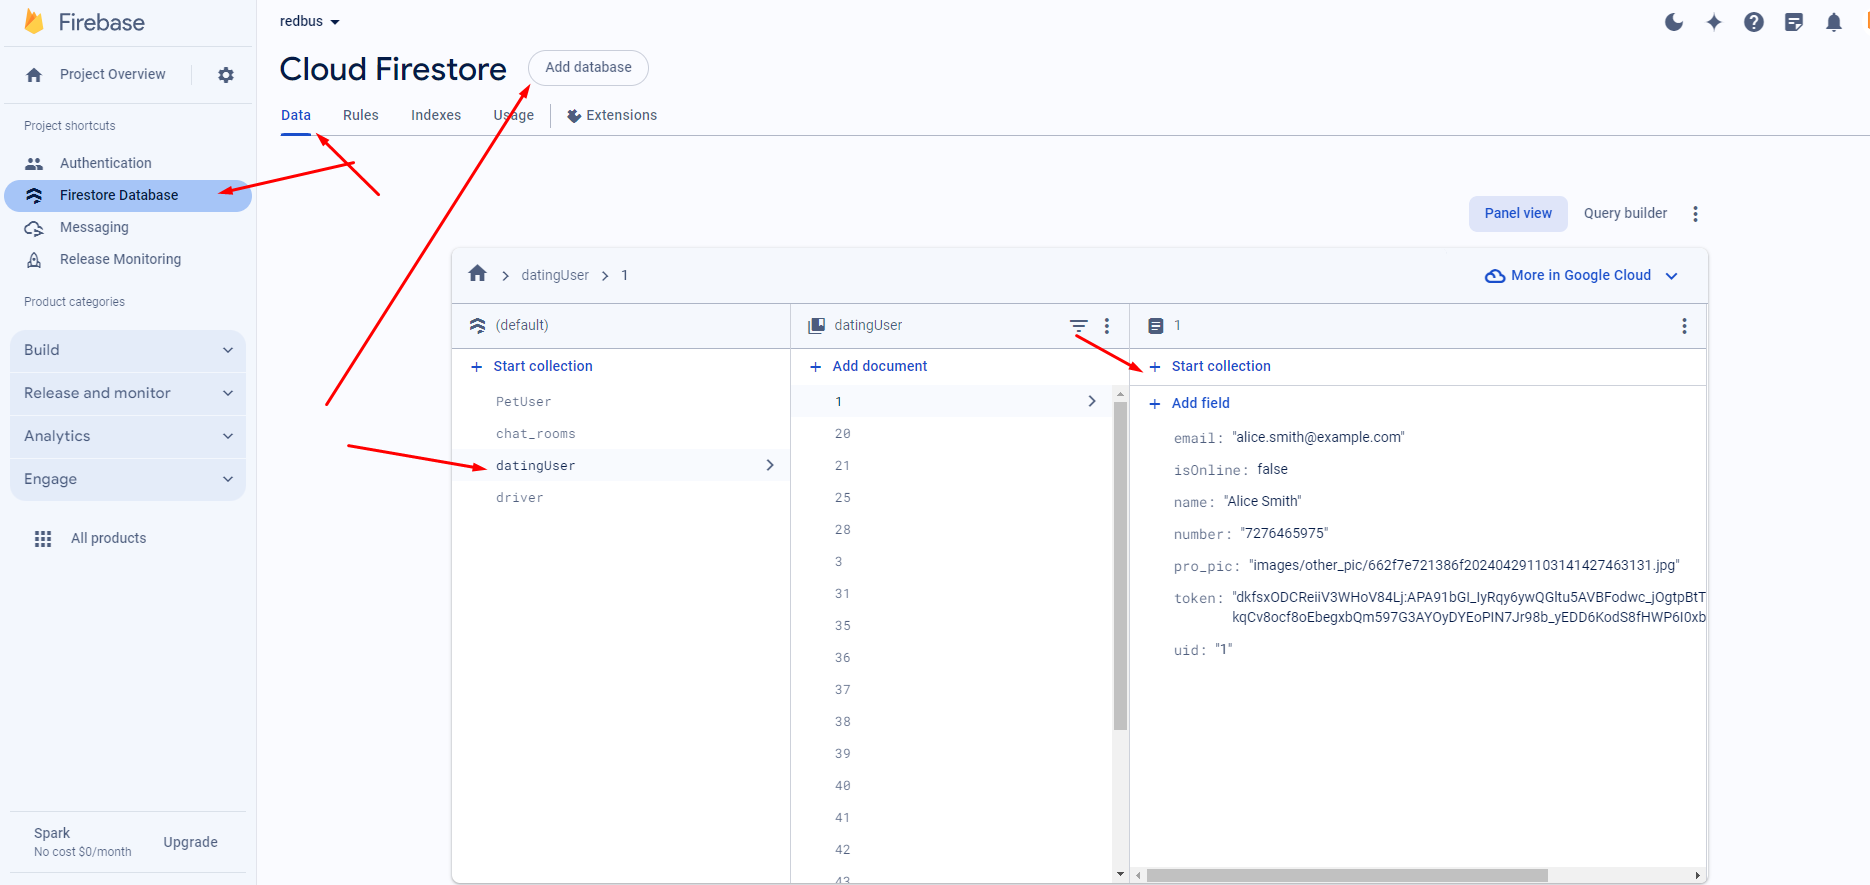 Firebase
Project Overview
Project shortcuts
Authentication
Firestore Database
Messaging
Release Monitoring
Product categories
Build
Release and monitor
Analytics
Engage
All products
Spark
No cost $0/month
Upgrade
redbus
Cloud Firestore
Add database
Data
Rules
Indexes
Usage
Extensions
Panel view
Query builder
datingUser
1
More in Google Cloud
(default)
Start collection
PetUser
chat_rooms
datingUser
driver
datingUser
Add document
1
20
21
25
28
3
31
35
36
37
38
39
40
41
42
43
1
Start collection
Add field
email: "alice.smith@example.com"
isOnline: false
name: "Alice Smith"
number: "7276465975"
pro_pic: "images/other_pic/662f7e721386f202404291103141427463131.jpg"
token: "dkfsxODCReiiV3WHoV84Lj:APA91bGI_IyRqy6ywQGltu5AVBFodwc_jOgtpBtT
kqCv8ocf8oEbegxbQm597G3AYOyDYEoPIN7Jr98b_yEDD6KodS8fHWP6I0xb
uid: "1"